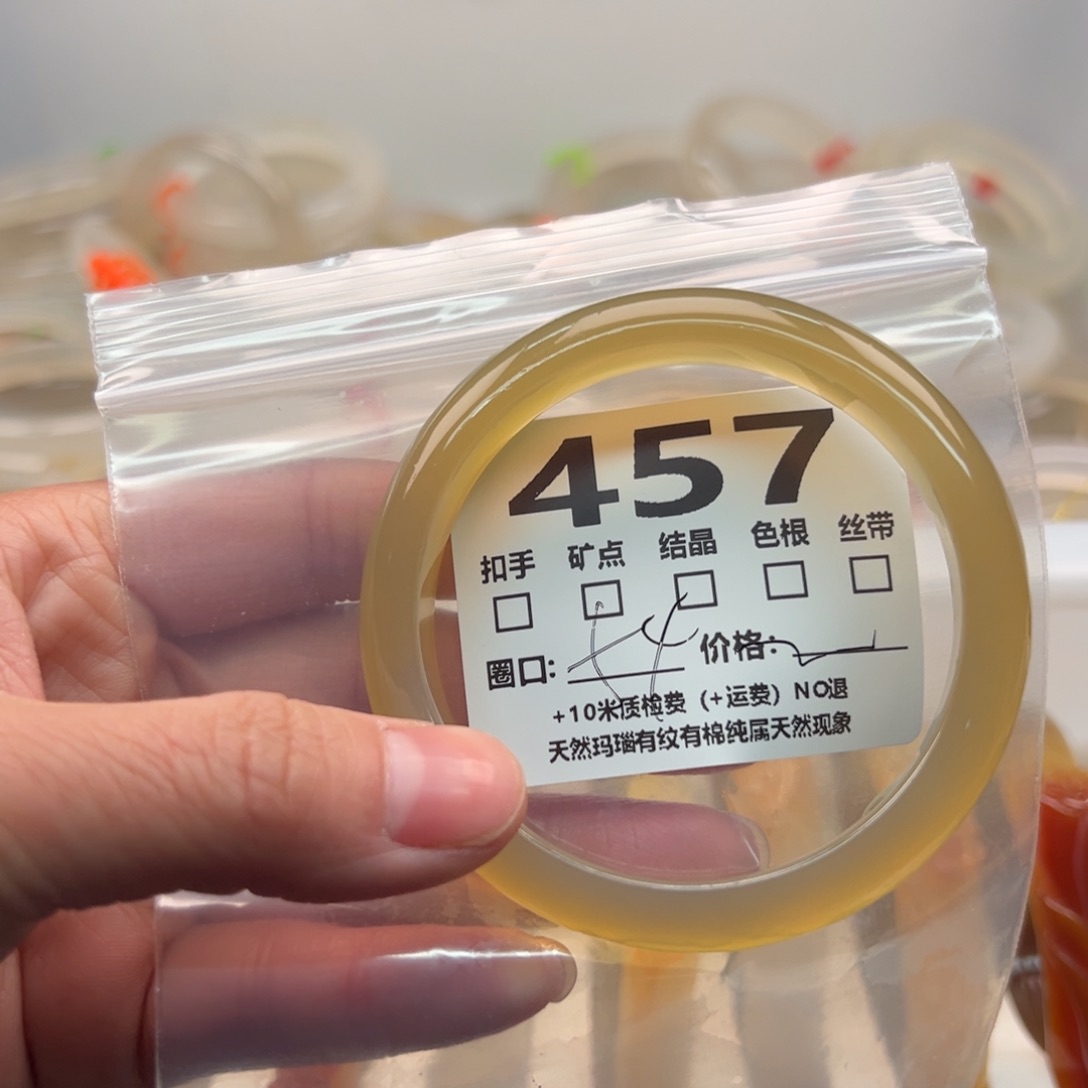 457
扣手 矿点 结晶 色根 丝带
圈口: 价格:
+10米质检费 (+运费) NO退
天然玛瑙有纹有棉纯属天然现象